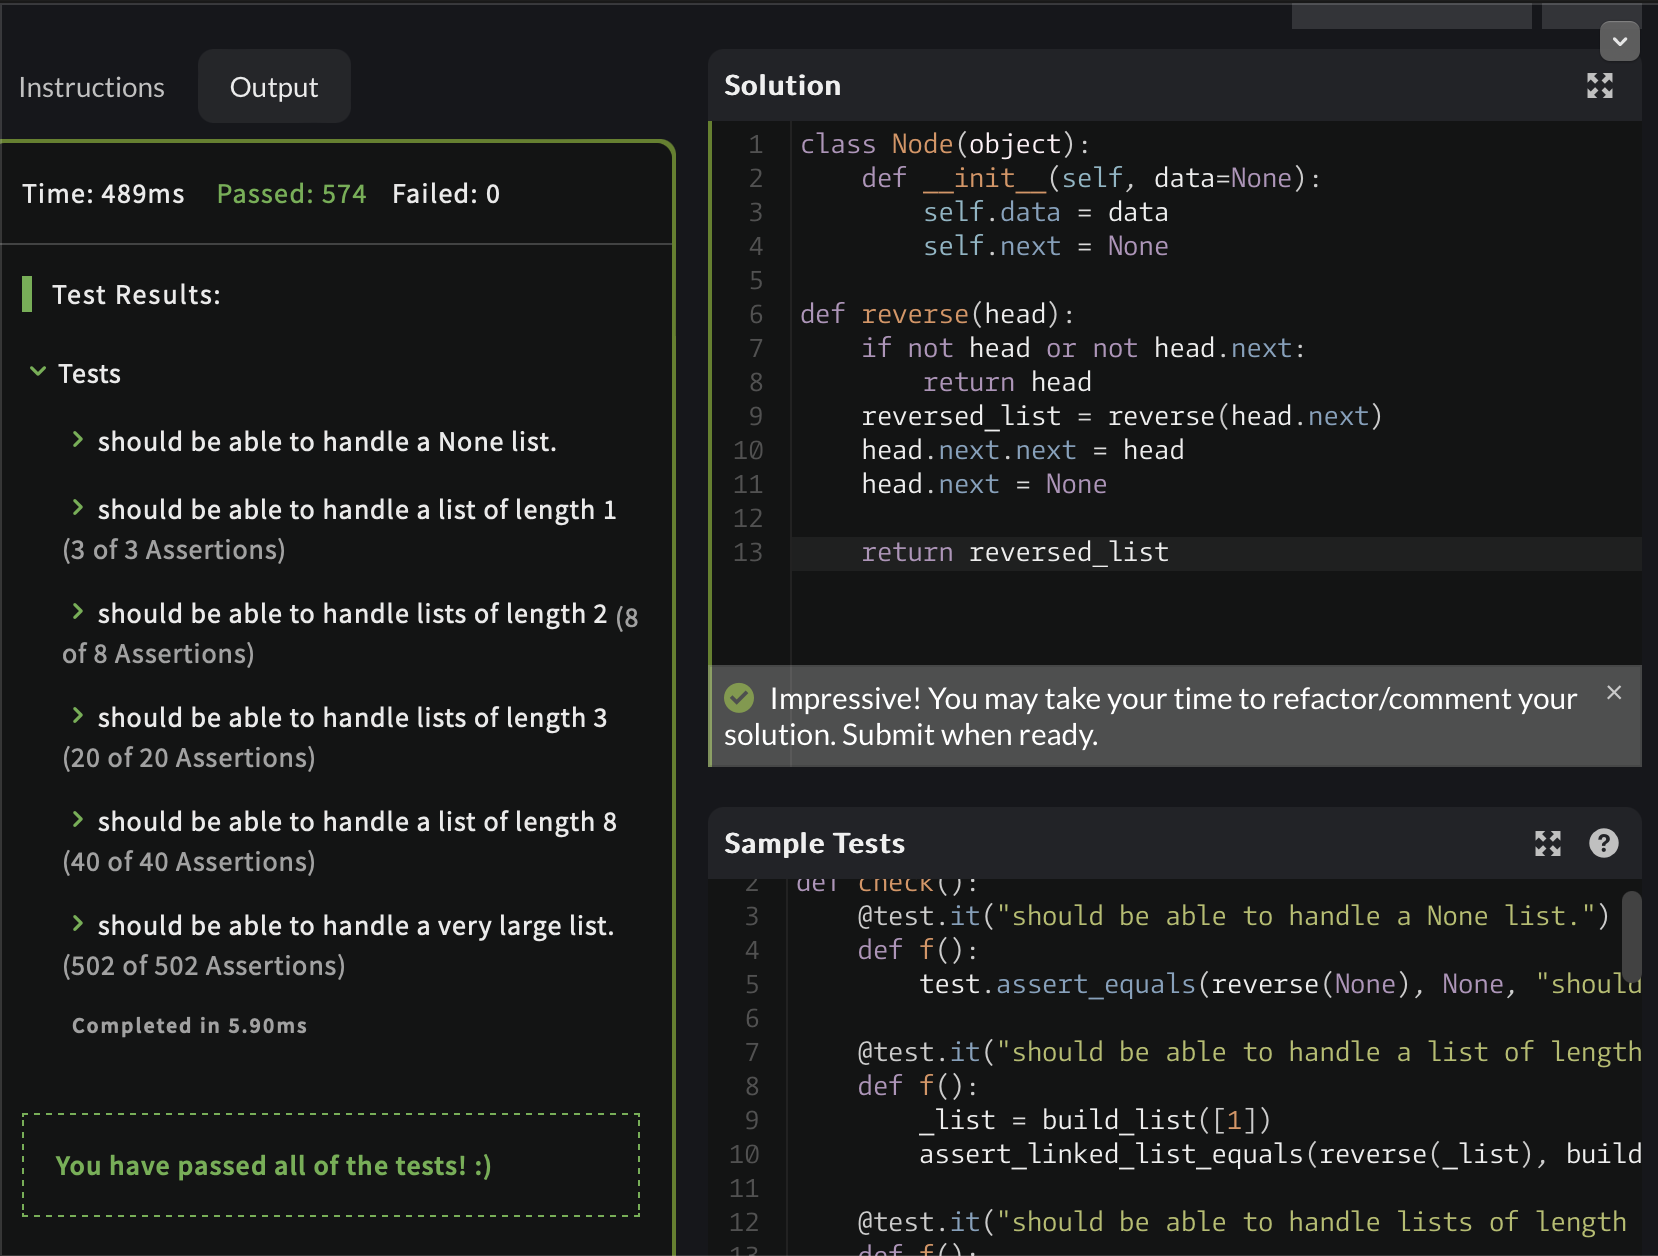 Instructions
Output
Time: 489ms Passed: 574 Failed: 0
Test Results:
Tests
should be able to handle a None list.
should be able to handle a list of length 1
(3 of 3 Assertions)
should be able to handle lists of length 2 (8
of 8 Assertions)
should be able to handle lists of length 3
(20 of 20 Assertions)
should be able to handle a list of length 8
(40 of 40 Assertions)
should be able to handle a very large list.
(502 of 502 Assertions)
Completed in 5.90ms
You have passed all of the tests! :)
Solution
1 class Node(object):
2     def __init__(self, data=None):
3         self.data = data
4         self.next = None
5
6 def reverse(head):
7     if not head or not head.next:
8         return head
9     reversed_list = reverse(head.next)
10     head.next.next = head
11     head.next = None
12
13     return reversed_list
Impressive! You may take your time to refactor/comment your
solution. Submit when ready.
Sample Tests
2 def check():
3     @test.it("should be able to handle a None list.")
4     def f():
5         test.assert_equals(reverse(None), None, "should
6
7     @test.it("should be able to handle a list of length
8     def f():
9         _list = build_list([1])
10         assert_linked_list_equals(reverse(_list), build
11
12     @test.it("should be able to handle lists of length
13     def f():